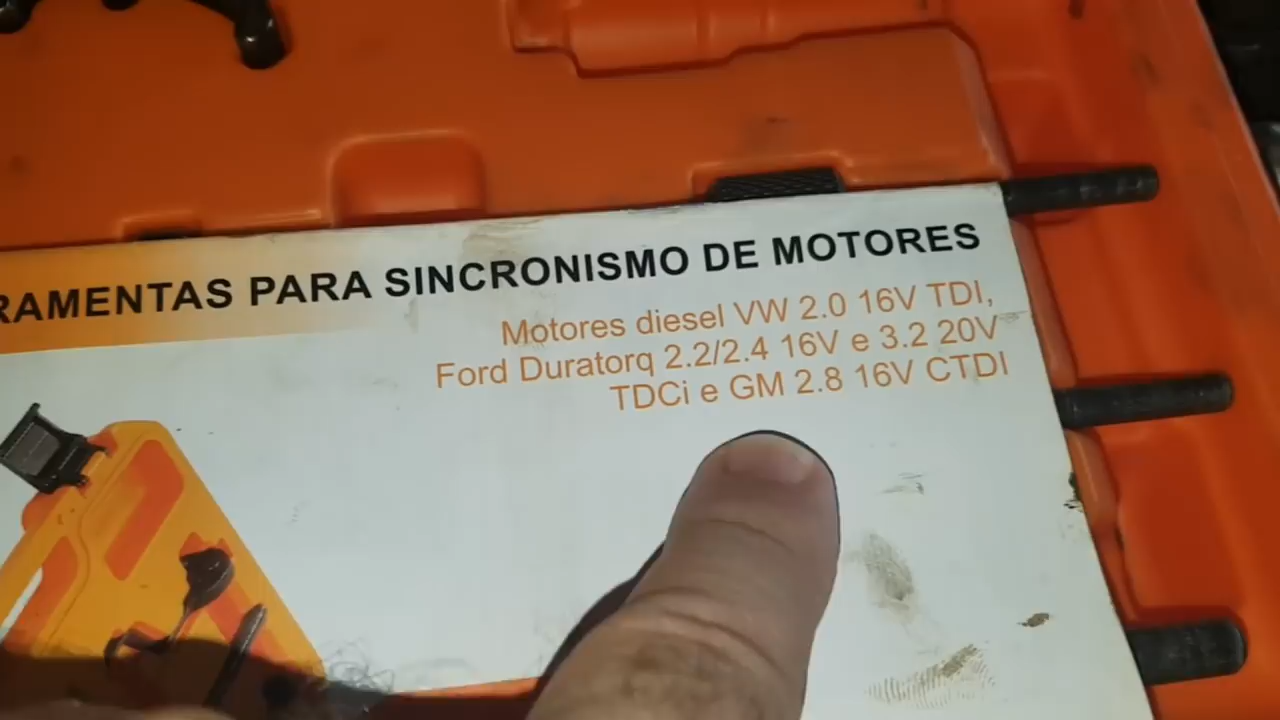 RAMENTAS PARA SINCRONISMO DE MOTORES
Motores diesel VW 2.0 16V TDI,
Ford Duratorq 2.2/2.4 16V e 3.2 20V
TDCi e GM 2.8 16V CTDI